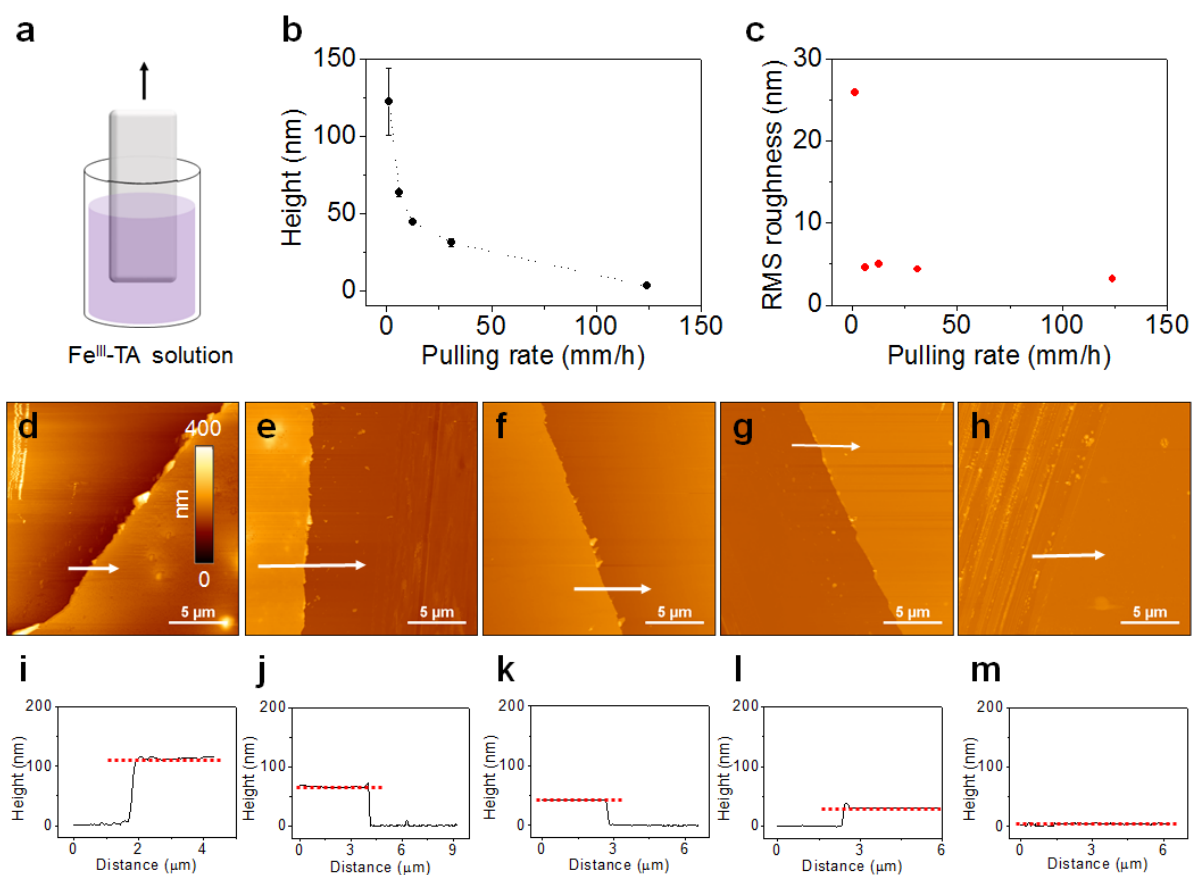 a
Fe^III-TA solution
b
150
100
50
0
Height (nm)
0 50 100 150
Pulling rate (mm/h)
c
30
20
10
0
RMS roughness (nm)
0 50 100 150
Pulling rate (mm/h)
d
400
nm
0
5 μm
e
5 μm
f
5 μm
g
5 μm
h
5 μm
i
200
100
0
Height (nm)
0 2 4
Distance (μm)
j
200
100
0
Height (nm)
0 3 6 9
Distance (μm)
k
200
100
0
Height (nm)
0 3 6
Distance (μm)
l
200
100
0
Height (nm)
0 2 4 6
Distance (μm)
m
200
100
0
Height (nm)
0 2 4 6
Distance (μm)